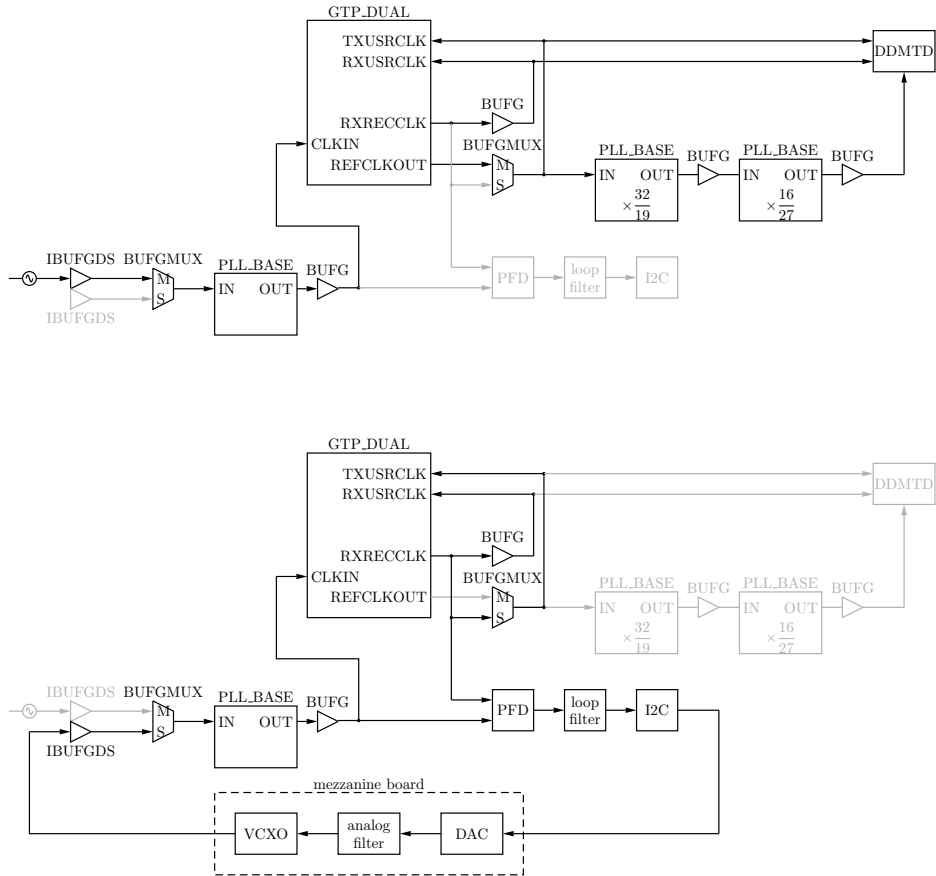 GTP_DUAL
TXUSRCLK
DDMTD
RXUSRCLK
BUFG
RXRECCLK
BUFGMUX
CLKIN
PLL_BASE
BUFG
PLL_BASE
BUFG
REFCLKOUT
M
S
IN
OUT
IN
OUT
× 32
19
× 16
27
IBUFGDS
BUFGMUX
PLL_BASE
BUFG
M
S
IN
OUT
IBUFGDS
PFD
loop
filter
I2C
GTP_DUAL
TXUSRCLK
DDMTD
RXUSRCLK
BUFG
RXRECCLK
BUFGMUX
CLKIN
PLL_BASE
BUFG
PLL_BASE
BUFG
REFCLKOUT
M
S
IN
OUT
IN
OUT
× 32
19
× 16
27
IBUFGDS
BUFGMUX
PLL_BASE
BUFG
M
S
IN
OUT
IBUFGDS
PFD
loop
filter
I2C
mezzanine board
VCXO
analog
filter
DAC